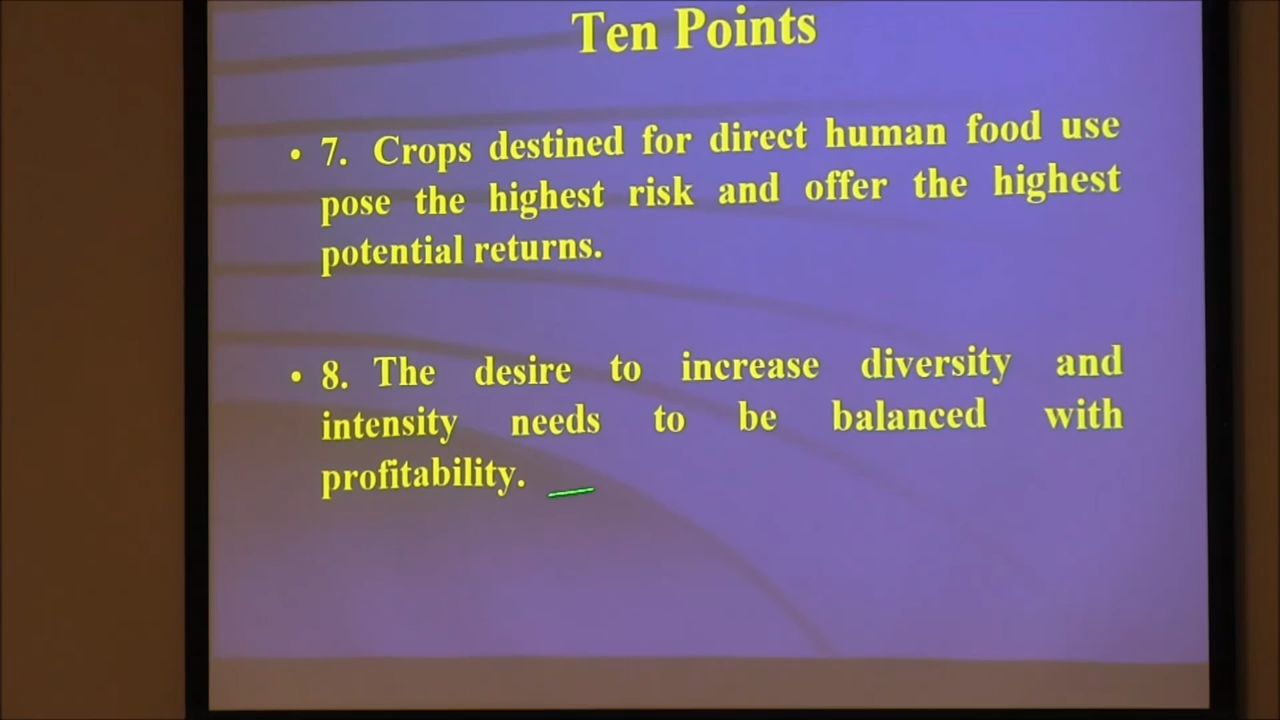 Ten Points
• 7. Crops destined for direct human food use
pose the highest risk and offer the highest
potential returns.
• 8. The desire to increase diversity and
intensity needs to be balanced with
profitability.